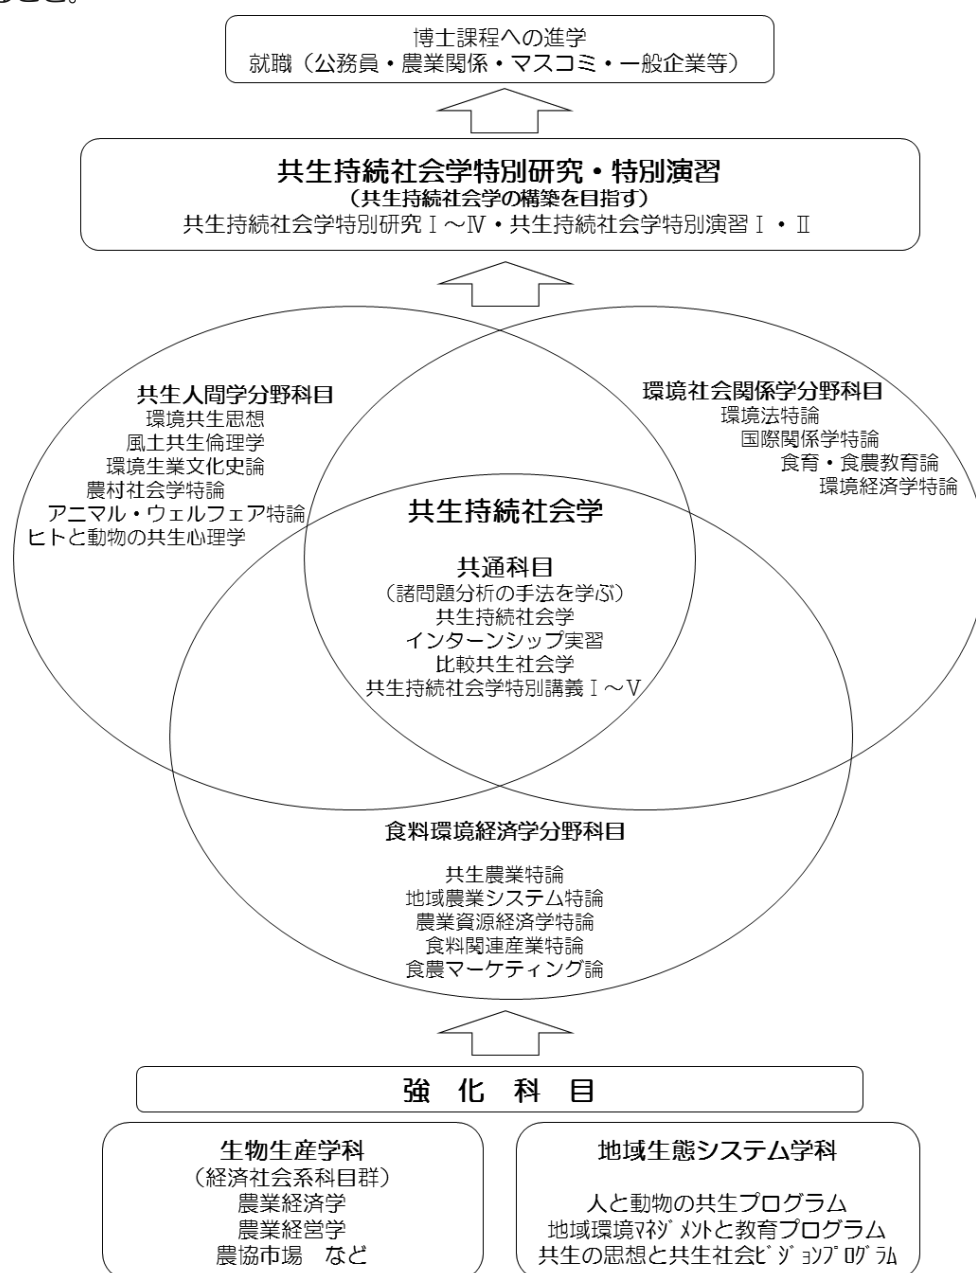 博士課程への進学
就職（公務員・農業関係・マスコミ・一般企業等）
共生持続社会学特別研究・特別演習
（共生持続社会学の構築を目指す）
共生持続社会学特別研究Ⅰ～Ⅳ・共生持続社会学特別演習Ⅰ・Ⅱ
共生人間学分野科目
環境共生思想
風土共生倫理学
環境生業文化史論
農村社会学特論
アニマル・ウェルフェア特論
ヒトと動物の共生心理学
環境社会関係学分野科目
環境法特論
国際関係学特論
食育・食農教育論
環境経済学特論
共生持続社会学
共通科目
（諸問題分析の手法を学ぶ）
共生持続社会学
インターンシップ実習
比較共生社会学
共生持続社会学特別講義Ⅰ～Ⅴ
食料環境経済学分野科目
共生農業特論
地域農業システム特論
農業資源経済学特論
食料関連産業特論
食農マーケティング論
強　化　科　目
生物生産学科
（経済社会系科目群）
農業経済学
農業経営学
農協市場　など
地域生態システム学科
人と動物の共生プログラム
地域環境ﾏﾈｼﾞﾒﾝﾄと教育プログラム
共生の思想と共生社会ﾋﾞｼﾞｮﾝﾌﾟﾛｸﾞﾗﾑ